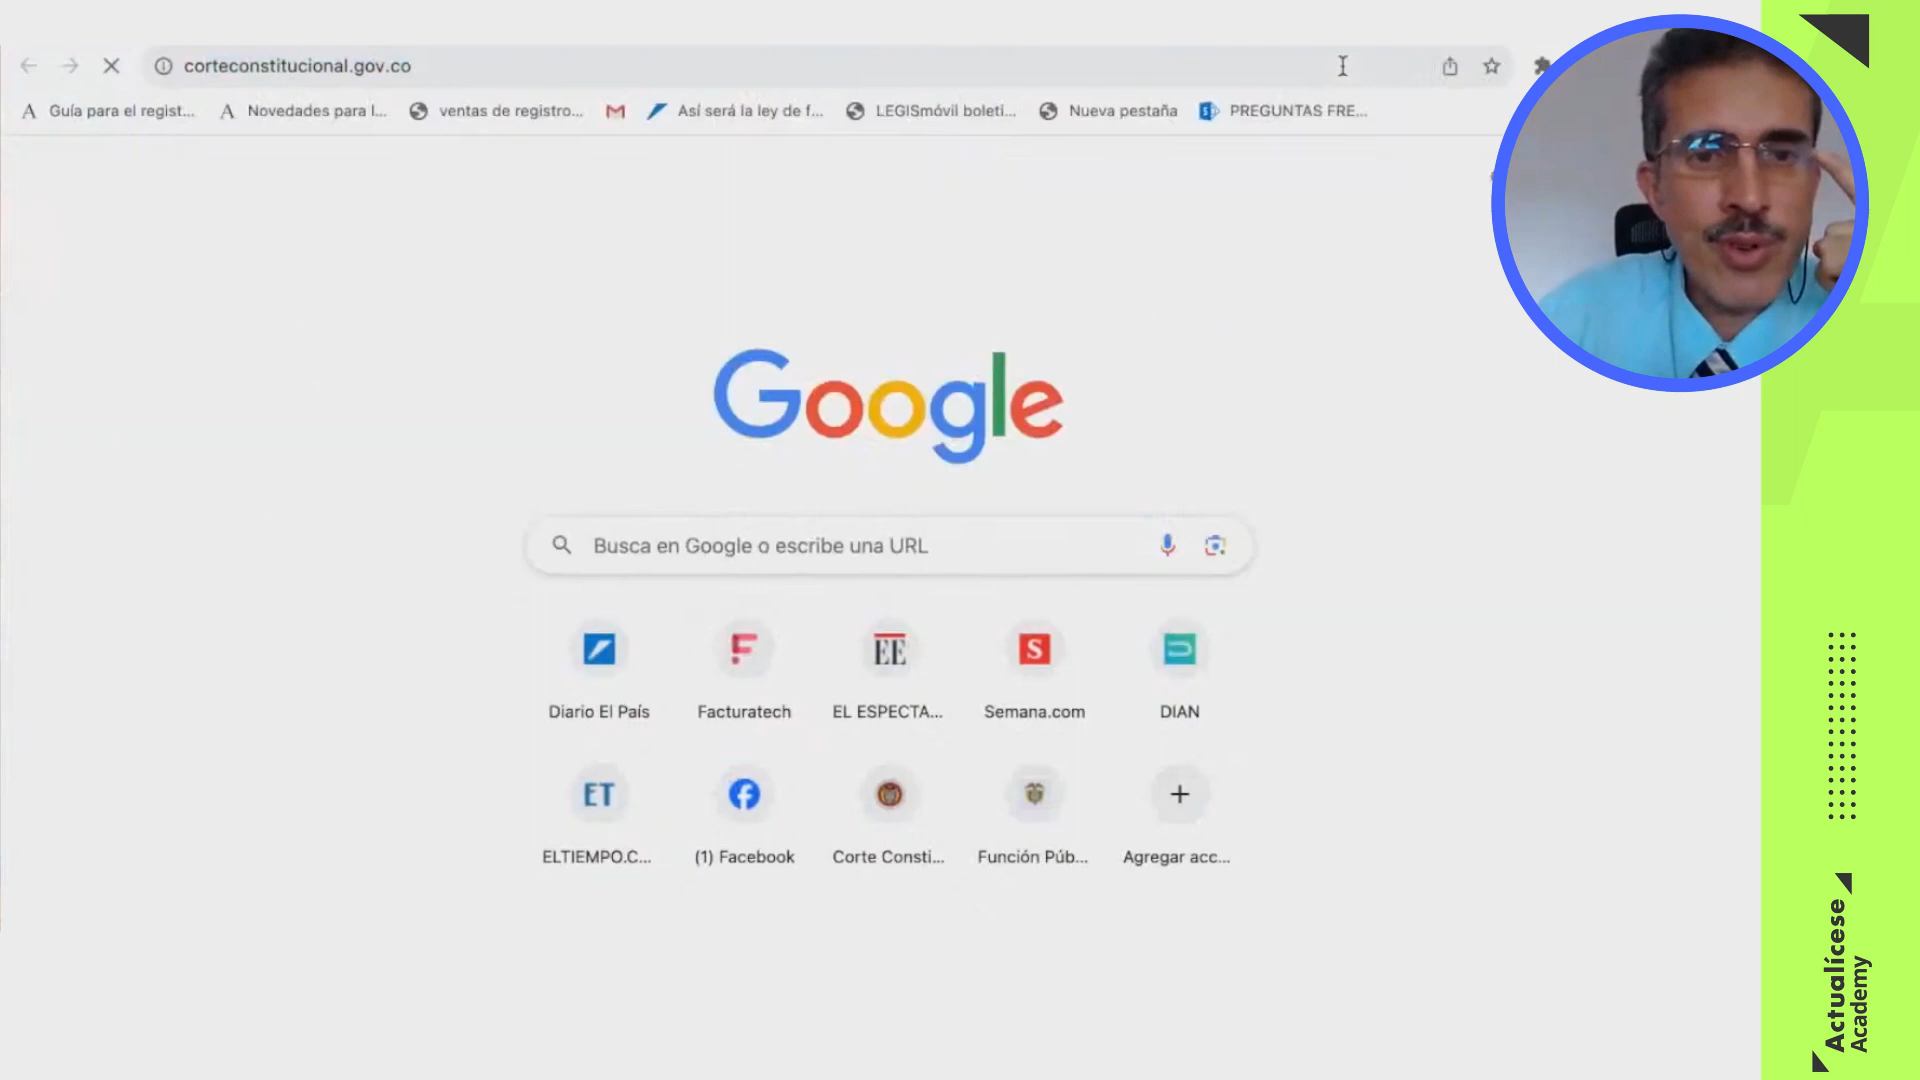 corteconstitucional.gov.co
Guía para el regist...
Novedades para l...
ventas de registro...
Así será la ley de f...
LEGISmóvil boleti...
Nueva pestaña
PREGUNTAS FRE...
Google
Busca en Google o escribe una URL
Diario El País
Facturatech
EL ESPECTA...
Semana.com
DIAN
ELTIEMPO.C...
(1) Facebook
Corte Consti...
Función Púb...
Agregar acc...
Actualícese
Academy